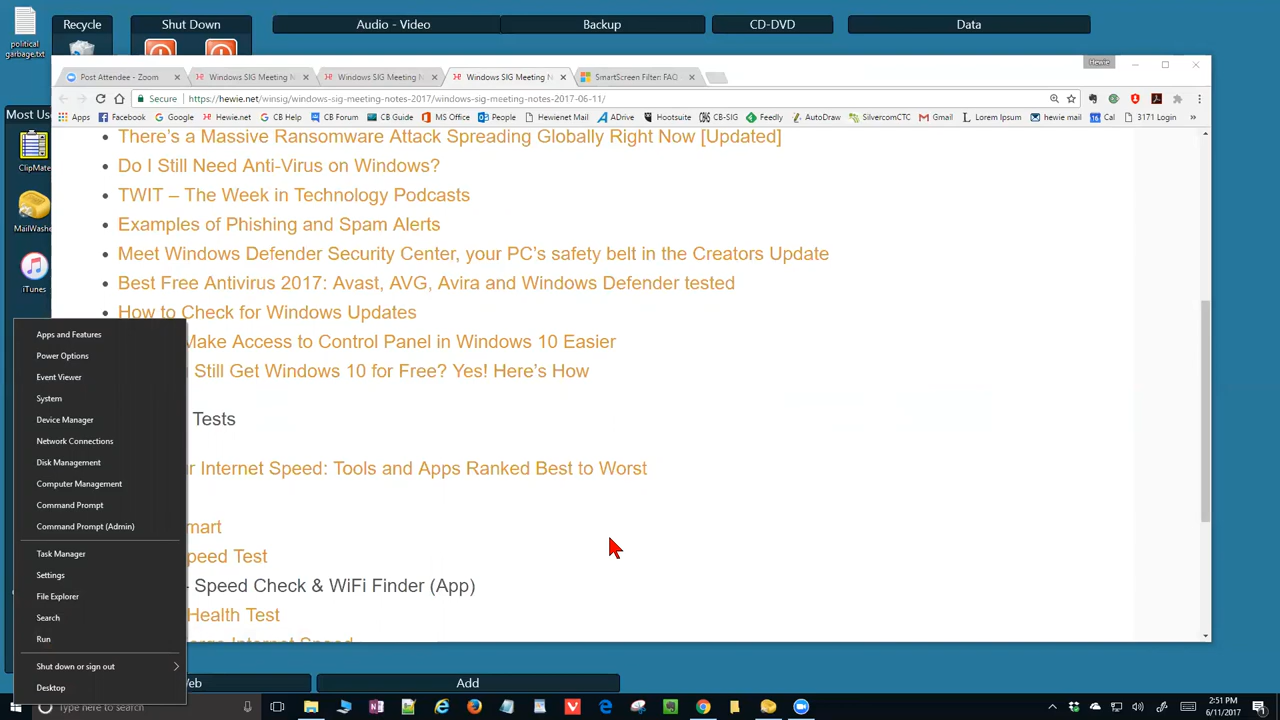 political
garbage.txt
Recycle
Shut Down
Audio - Video
Backup
CD-DVD
Data
Most Us
ClipMate
MailWashe
iTunes
Hewie
Post Attendee - Zoom
Windows SIG Meeting N
Windows SIG Meeting N
Windows SIG Meeting N
SmartScreen Filter: FAQ
Secure
https://hewie.net/winsig/windows-sig-meeting-notes-2017/windows-sig-meeting-notes-2017-06-11/
Apps
Facebook
Google
Hewie.net
CB Help
CB Forum
CB Guide
MS Office
People
Hewienet Mail
ADrive
Hootsuite
CB-SIG
Feedly
AutoDraw
SilvercomCTC
Gmail
Lorem Ipsum
hewie mail
16 Cal
3171 Login
There's a Massive Ransomware Attack Spreading Globally Right Now [Updated]
Do I Still Need Anti-Virus on Windows?
TWIT – The Week in Technology Podcasts
Examples of Phishing and Spam Alerts
Meet Windows Defender Security Center, your PC's safety belt in the Creators Update
Best Free Antivirus 2017: Avast, AVG, Avira and Windows Defender tested
How to Check for Windows Updates
Make Access to Control Panel in Windows 10 Easier
Still Get Windows 10 for Free? Yes! Here's How
Tests
r Internet Speed: Tools and Apps Ranked Best to Worst
mart
peed Test
- Speed Check & WiFi Finder (App)
Health Test
Internet Speed
Apps and Features
Power Options
Event Viewer
System
Device Manager
Network Connections
Disk Management
Computer Management
Command Prompt
Command Prompt (Admin)
Task Manager
Settings
File Explorer
Search
Run
Shut down or sign out
Desktop
Web
Add
Type here to search
2:51 PM
6/11/2017
1